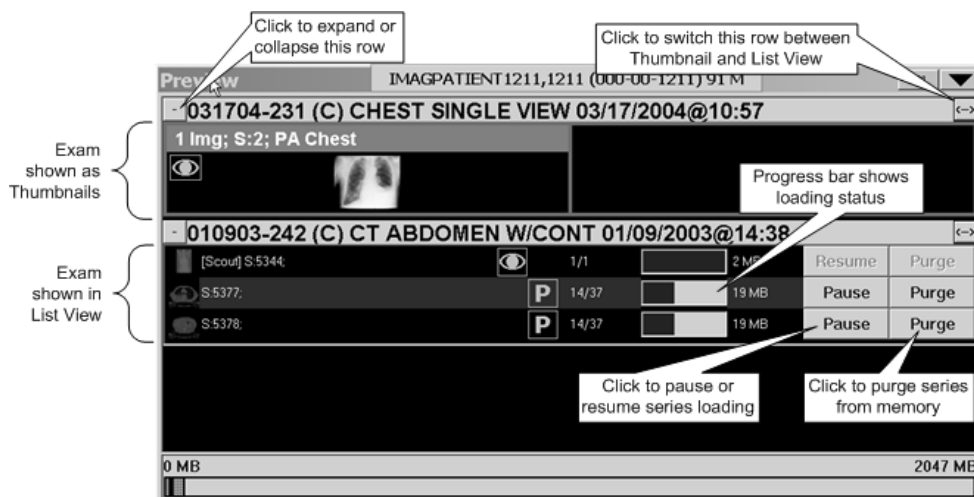 Click to expand or
collapse this row
Click to switch this row between
Thumbnail and List View
Preview
IMAGPATIENT1211,1211 (000-00-1211) 91 M
- 031704-231 (C) CHEST SINGLE VIEW 03/17/2004@10:57 <-->
1 Img; S:2; PA Chest
Exam
shown as
Thumbnails
Progress bar shows
loading status
- 010903-242 (C) CT ABDOMEN W/CONT 01/09/2003@14:38 <-->
Exam
shown in
List View
[Scout] S:5344; 1/1 2 MB Resume Purge
S:5377; P 14/37 19 MB Pause Purge
S:5378; P 14/37 19 MB Pause Purge
Click to pause or
resume series loading
Click to purge series
from memory
0 MB 2047 MB